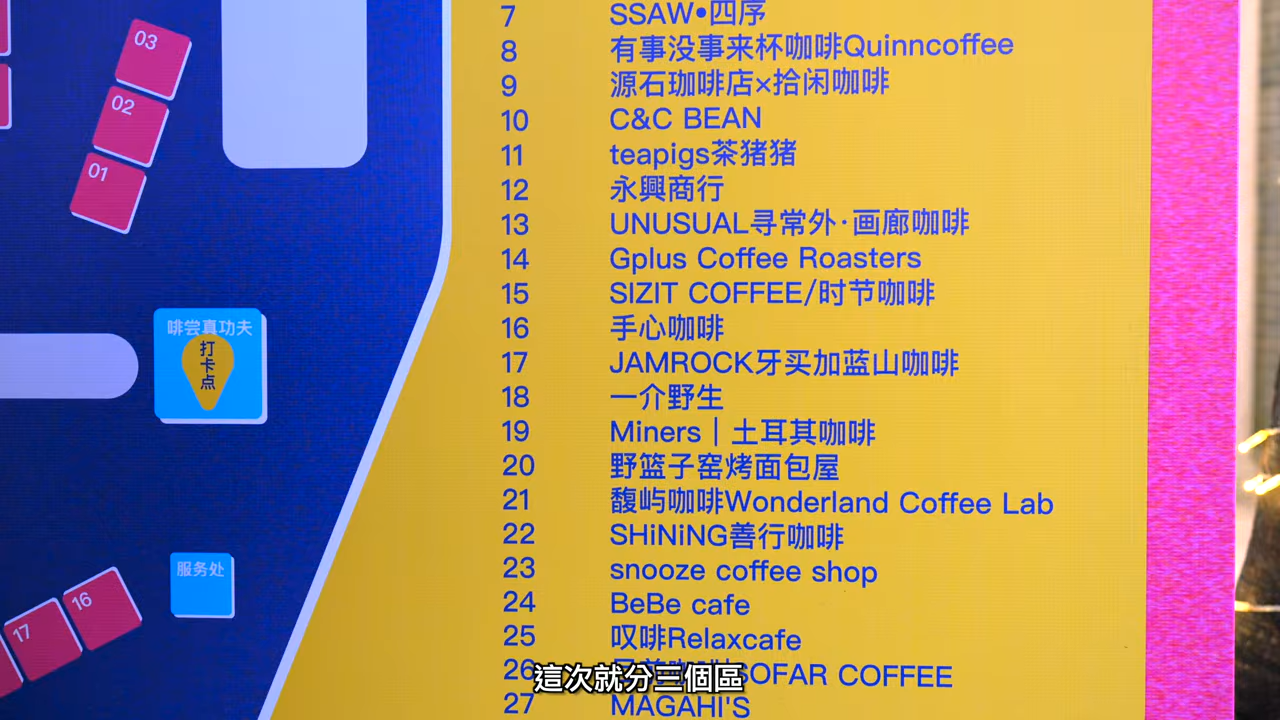 03
02
01
啡尝真功夫
打卡点
服务处
16
17
7 SSAW•四序
8 有事没事来杯咖啡Quinncoffee
9 源石珈啡店×拾闲咖啡
10 C&C BEAN
11 teapigs茶猪猪
12 永興商行
13 UNUSUAL寻常外·画廊咖啡
14 Gplus Coffee Roasters
15 SIZIT COFFEE/时节咖啡
16 手心咖啡
17 JAMROCK牙买加蓝山咖啡
18 一介野生
19 Miners｜土耳其咖啡
20 野篮子窑烤面包屋
21 馥屿咖啡Wonderland Coffee Lab
22 SHiNiNG善行咖啡
23 snooze coffee shop
24 BeBe cafe
25 叹啡Relaxcafe
26 SOFAR COFFEE
27 MAGAHI'S
這次就分三個區